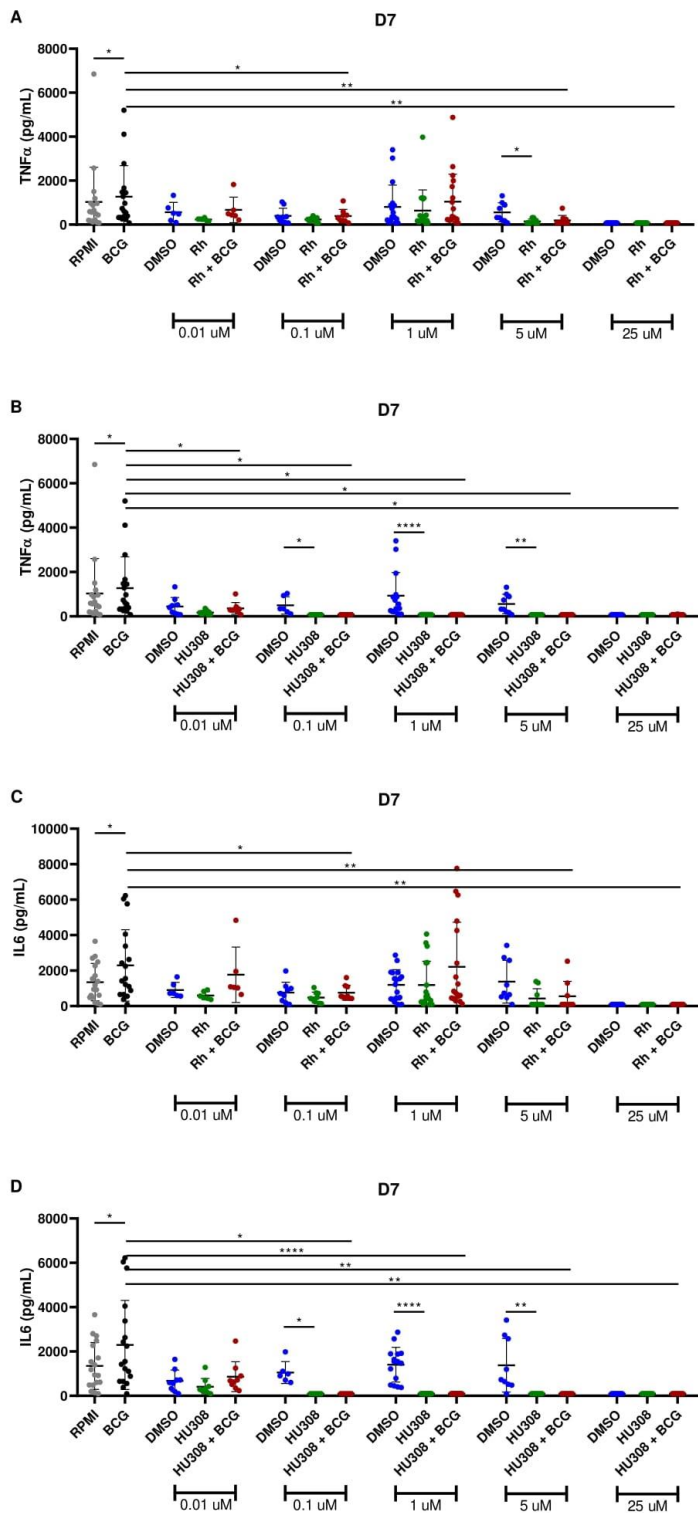 A
D7
TNFα (pg/mL)
8000
6000
4000
2000
0
*
*
**
**
*
RPMI
BCG
DMSO
Rh
Rh + BCG
DMSO
Rh
Rh + BCG
DMSO
Rh
Rh + BCG
DMSO
Rh
Rh + BCG
DMSO
Rh
Rh + BCG
0.01 uM
0.1 uM
1 uM
5 uM
25 uM
B
D7
TNFα (pg/mL)
8000
6000
4000
2000
0
*
*
*
*
*
*
*
****
**
RPMI
BCG
DMSO
HU308
HU308 + BCG
DMSO
HU308
HU308 + BCG
DMSO
HU308
HU308 + BCG
DMSO
HU308
HU308 + BCG
DMSO
HU308
HU308 + BCG
0.01 uM
0.1 uM
1 uM
5 uM
25 uM
C
D7
IL6 (pg/mL)
10000
8000
6000
4000
2000
0
*
*
**
**
RPMI
BCG
DMSO
Rh
Rh + BCG
DMSO
Rh
Rh + BCG
DMSO
Rh
Rh + BCG
DMSO
Rh
Rh + BCG
DMSO
Rh
Rh + BCG
0.01 uM
0.1 uM
1 uM
5 uM
25 uM
D
D7
IL6 (pg/mL)
8000
6000
4000
2000
0
*
*
****
**
**
*
****
**
RPMI
BCG
DMSO
HU308
HU308 + BCG
DMSO
HU308
HU308 + BCG
DMSO
HU308
HU308 + BCG
DMSO
HU308
HU308 + BCG
DMSO
HU308
HU308 + BCG
0.01 uM
0.1 uM
1 uM
5 uM
25 uM